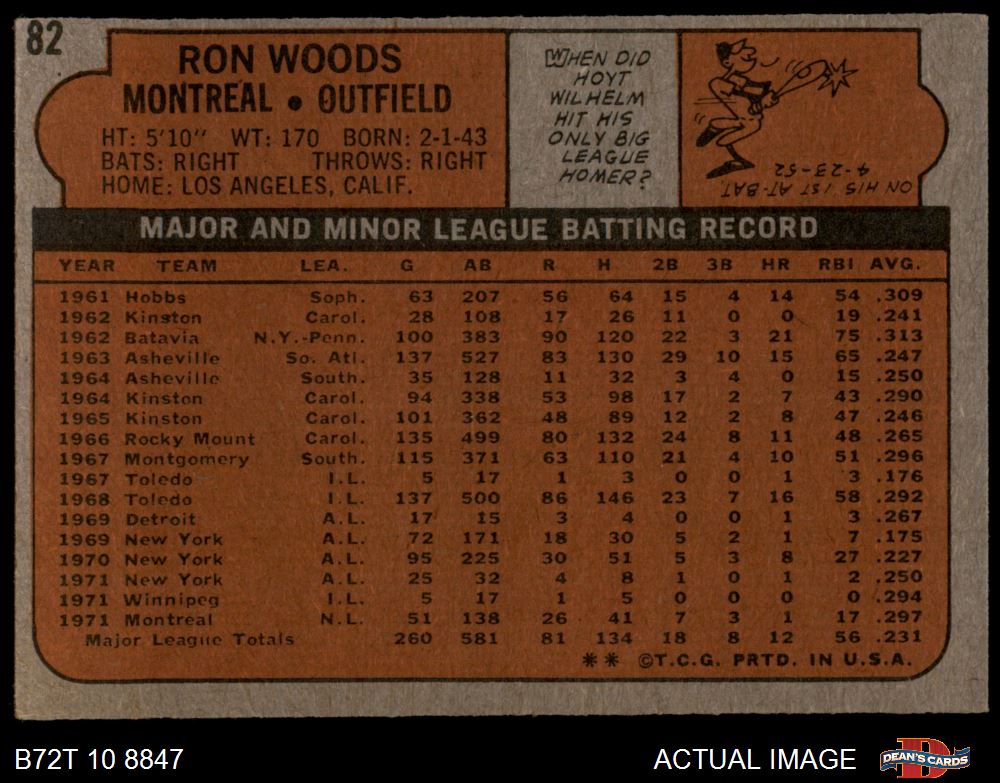 82
RON WOODS
MONTREAL • OUTFIELD
HT: 5'10" WT: 170 BORN: 2-1-43
BATS: RIGHT THROWS: RIGHT
HOME: LOS ANGELES, CALIF.
WHEN DID
HOYT
WILHELM
HIT HIS
ONLY BIG
LEAGUE
HOMER?
ON HIS 1ST AT-BAT
4-23-52
MAJOR AND MINOR LEAGUE BATTING RECORD
YEAR TEAM LEA. G AB R H 2B 3B HR RBI AVG.
1961 Hobbs Soph. 63 207 56 64 15 4 14 54 .309
1962 Kinston Carol. 28 108 17 26 11 0 0 19 .241
1962 Batavia N.Y.-Penn. 100 383 90 120 22 3 21 75 .313
1963 Asheville So. Atl. 137 527 83 130 29 10 15 65 .247
1964 Asheville South. 35 128 11 32 3 4 0 15 .250
1964 Kinston Carol. 94 338 53 98 17 2 7 43 .290
1965 Kinston Carol. 101 362 48 89 12 2 8 47 .246
1966 Rocky Mount Carol. 135 499 80 132 24 8 11 48 .265
1967 Montgomery South. 115 371 63 110 21 4 10 51 .296
1967 Toledo I.L. 5 17 1 3 0 0 1 3 .176
1968 Toledo I.L. 137 500 86 146 23 7 16 58 .292
1969 Detroit A.L. 17 15 3 4 0 0 1 3 .267
1969 New York A.L. 72 171 18 30 5 2 1 7 .175
1970 New York A.L. 95 225 30 51 5 3 8 27 .227
1971 New York A.L. 25 32 4 8 1 0 1 2 .250
1971 Winnipeg I.L. 5 17 1 5 0 0 0 0 .294
1971 Montreal N.L. 51 138 26 41 7 3 1 17 .297
Major League Totals 260 581 81 134 18 8 12 56 .231
** ©T.C.G. PRTD. IN U.S.A.
B72T 10 8847
ACTUAL IMAGE
DEAN'S CARDS